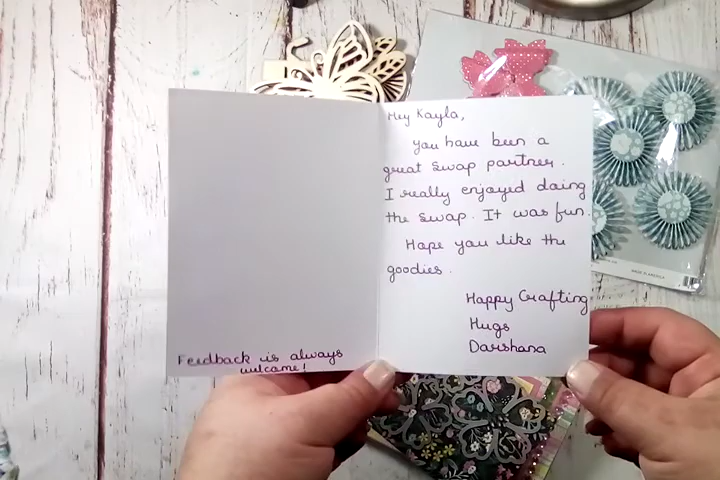 Feedback is always
welcome!
Hey Kayla,
you have been a
great swap partner.
I really enjoyed doing
the swap. It was fun.
Hope you like the
goodies.
Happy Crafting
Hugs
Darshana